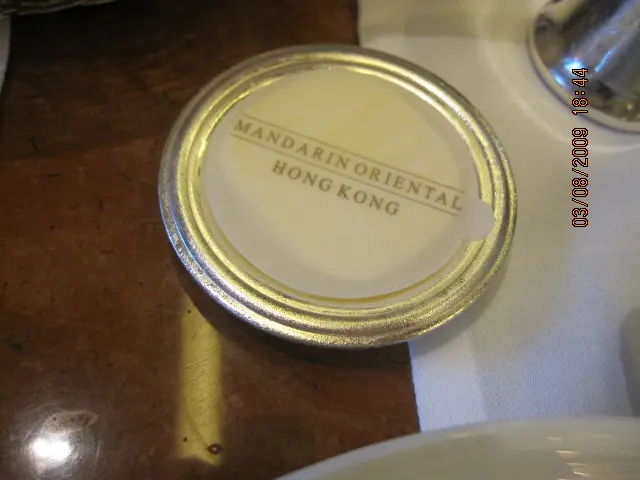 MANDARIN ORIENTAL
HONG KONG
03/08/2009 18:44